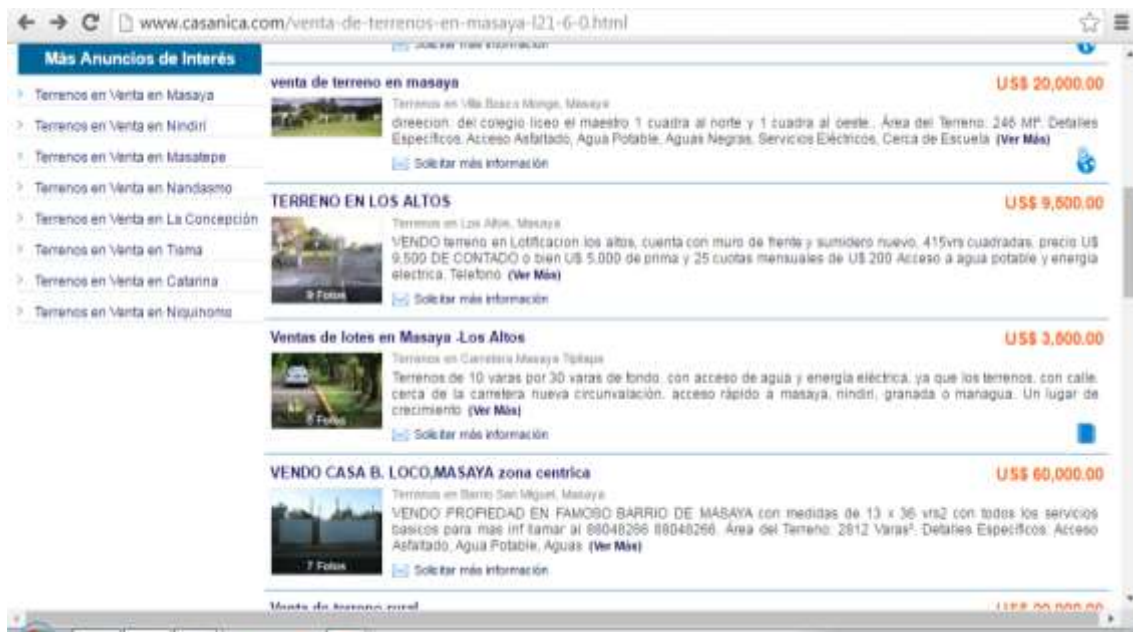 www.casanica.com/venta-de-terrenos-en-masaya-l21-6-0.html
Más Anuncios de Interés
Terrenos en Venta en Masaya
Terrenos en Venta en Nindiri
Terrenos en Venta en Masatepe
Terrenos en Venta en Nandasmo
Terrenos en Venta en La Concepción
Terrenos en Venta en Tisma
Terrenos en Venta en Catarina
Terrenos en Venta en Niquinomo
Solicitar más información
venta de terreno en masaya
US$ 20,000.00
Terrenos en Villa Bosco Monge, Masaya
direecion: del colegio liceo el maestro 1 cuadra al norte y 1 cuadra al oeste., Área del Terreno: 246 Mt². Detalles
Específicos: Acceso Asfaltado, Agua Potable, Aguas Negras, Servicios Eléctricos, Cerca de Escuela (Ver Más)
Solicitar más información
TERRENO EN LOS ALTOS
US$ 9,500.00
Terrenos en Los Altos, Masaya
VENDO terreno en Lotificacion los altos, cuenta con muro de frente y sumidero nuevo, 415vrs cuadradas, precio U$
9,500 DE CONTADO o bien U$ 5,000 de prima y 25 cuotas mensuales de U$ 200 Acceso a agua potable y energia
electrica. Telefono (Ver Más)
9 Fotos
Solicitar más información
Ventas de lotes en Masaya -Los Altos
US$ 3,500.00
Terrenos en Carretera Masaya Tipitapa
Terrenos de 10 varas por 30 varas de fondo, con acceso de agua y energía eléctrica, ya que los terrenos, con calle,
cerca de la carretera nueva circunvalación, acceso rápido a masaya, nindiri, granada o managua. Un lugar de
crecimiento (Ver Más)
Fotos
Solicitar más información
VENDO CASA B. LOCO,MASAYA zona centrica
US$ 60,000.00
Terrenos en Barrio San Miguel, Masaya
VENDO PROPIEDAD EN FAMOSO BARRIO DE MASAYA con medidas de 13 x 36 vrs2 con todos los servicios
basicos para mas inf llamar al 88048266 88048266. Área del Terreno: 2812 Varas². Detalles Específicos: Acceso
Asfaltado, Agua Potable, Aguas (Ver Más)
7 Fotos
Solicitar más información
Venta de terreno rural